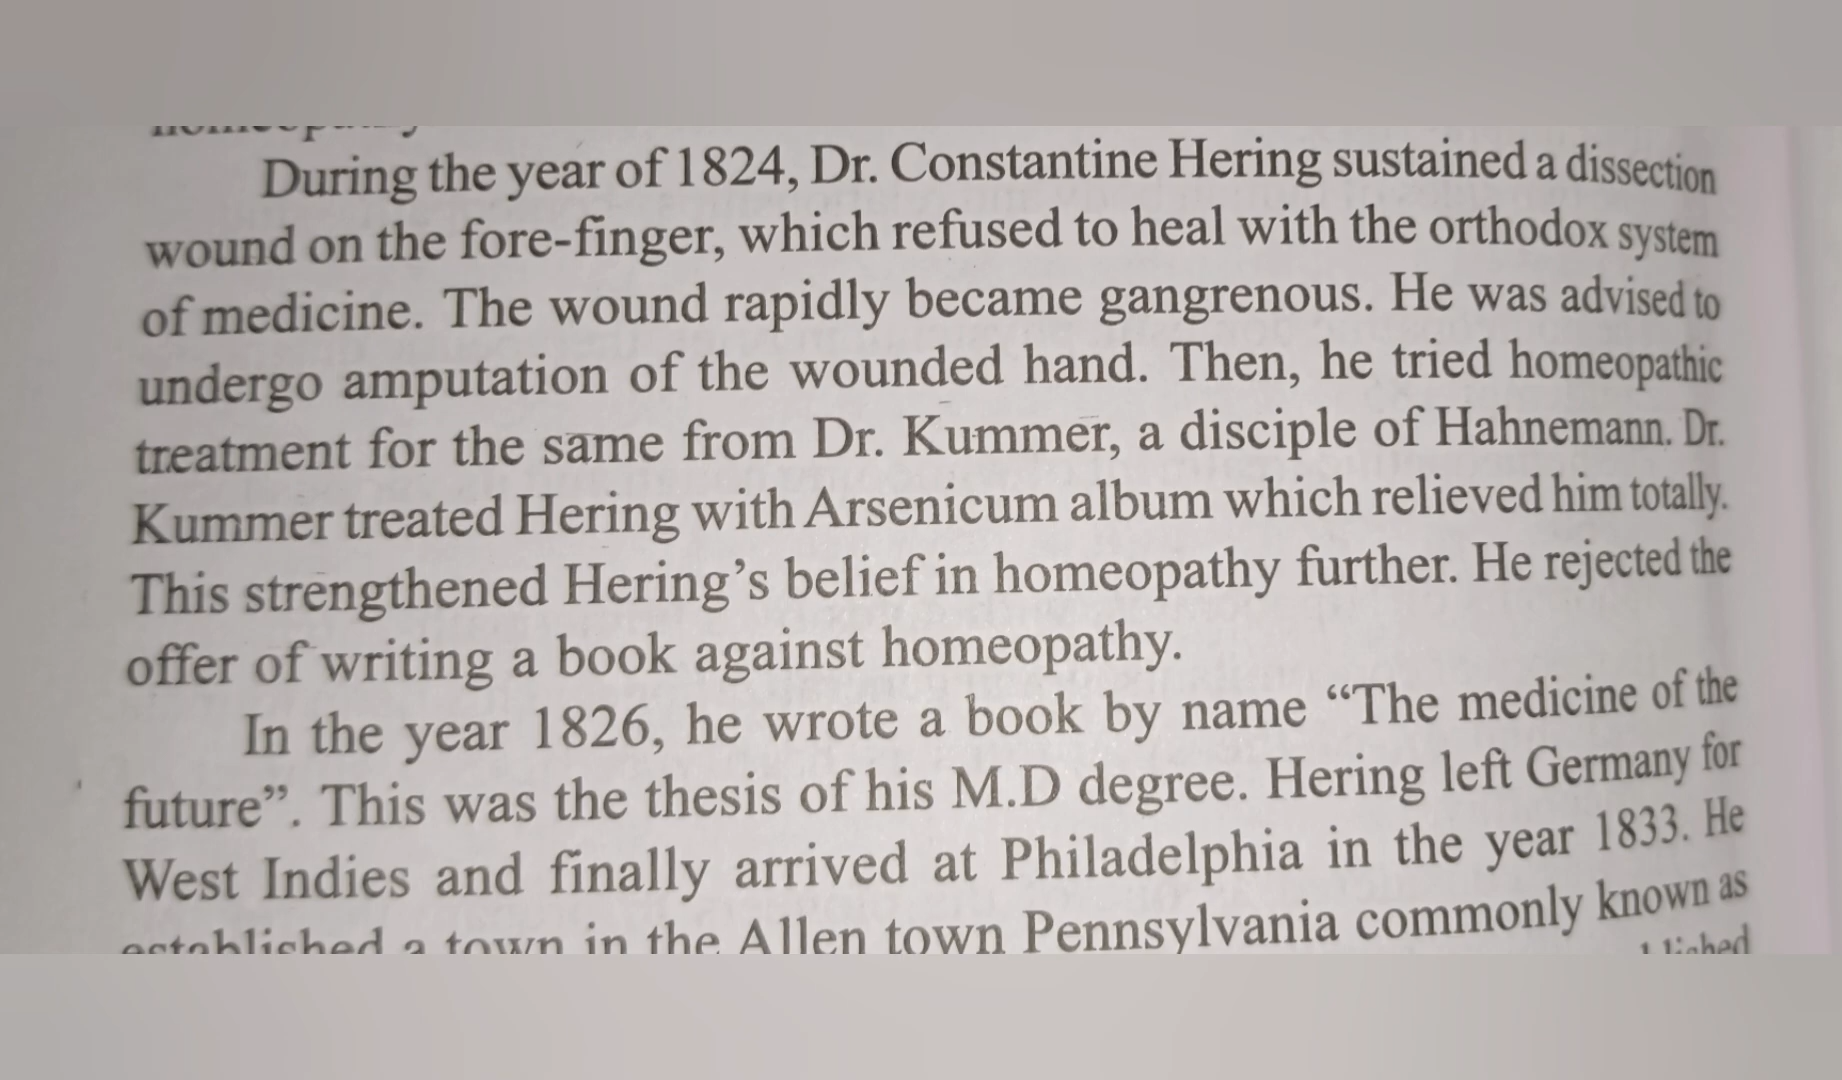 homeopathy
During the year of 1824, Dr. Constantine Hering sustained a dissection
wound on the fore-finger, which refused to heal with the orthodox system
of medicine. The wound rapidly became gangrenous. He was advised to
undergo amputation of the wounded hand. Then, he tried homeopathic
treatment for the same from Dr. Kummer, a disciple of Hahnemann. Dr.
Kummer treated Hering with Arsenicum album which relieved him totally.
This strengthened Hering's belief in homeopathy further. He rejected the
offer of writing a book against homeopathy.
In the year 1826, he wrote a book by name “The medicine of the
future”. This was the thesis of his M.D degree. Hering left Germany for
West Indies and finally arrived at Philadelphia in the year 1833. He
established a town in the Allen town Pennsylvania commonly known as